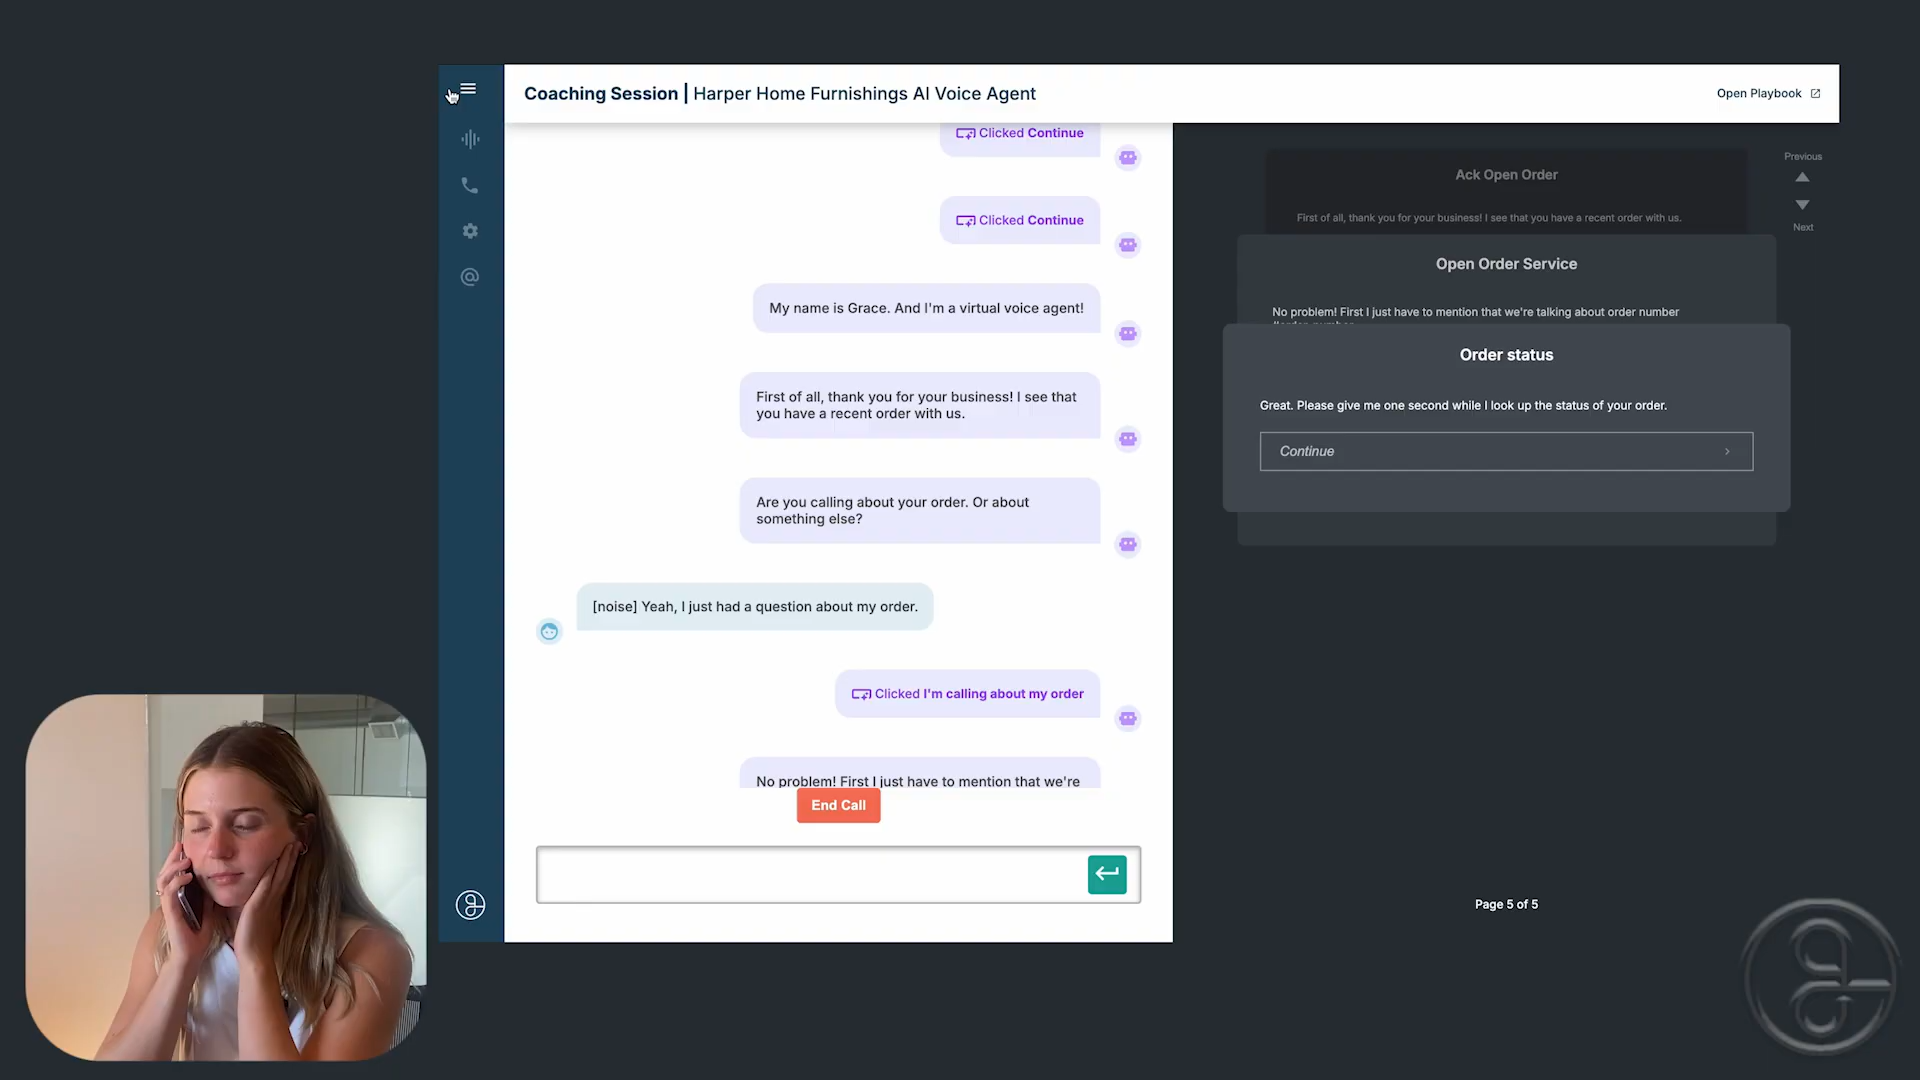 Coaching Session | Harper Home Furnishings AI Voice Agent
Open Playbook
Clicked Continue
Clicked Continue
My name is Grace. And I'm a virtual voice agent!
First of all, thank you for your business! I see that
you have a recent order with us.
Are you calling about your order. Or about
something else?
[noise] Yeah, I just had a question about my order.
Clicked I'm calling about my order
No problem! First I just have to mention that we're
End Call
Previous
Next
Ack Open Order
First of all, thank you for your business! I see that you have a recent order with us.
Open Order Service
No problem! First I just have to mention that we're talking about order number
Order status
Great. Please give me one second while I look up the status of your order.
Continue
Page 5 of 5